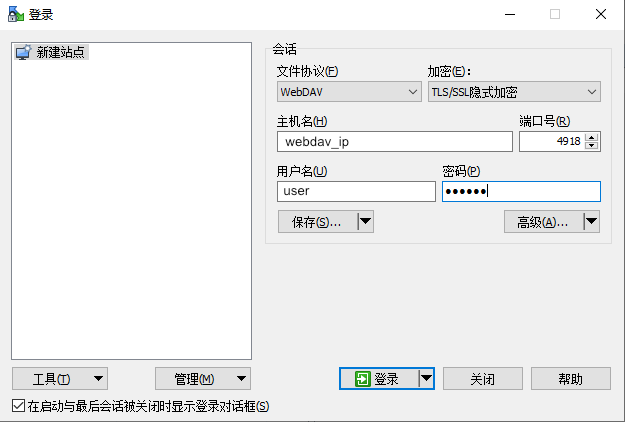 登录
新建站点
会话
文件协议(F)
加密(E)：
WebDAV
TLS/SSL隐式加密
主机名(H)
端口号(R)
webdav_ip
4918
用户名(U)
密码(P)
user
••••••
保存(S)...
高级(A)...
工具(T)
管理(M)
登录
关闭
帮助
在启动与最后会话被关闭时显示登录对话框(S)